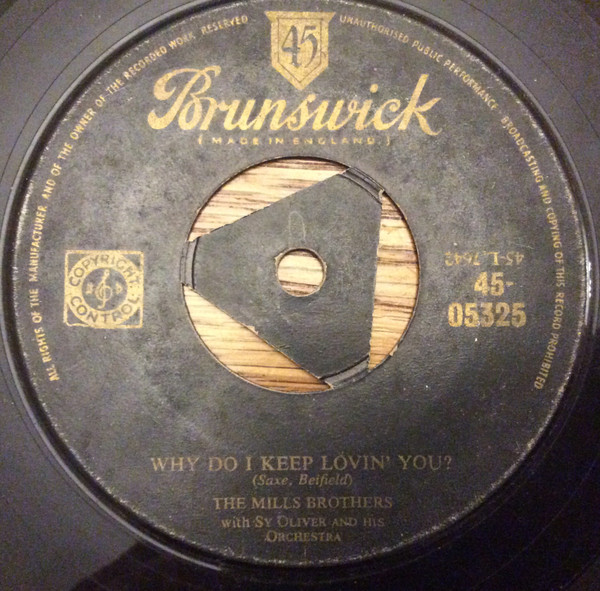 ALL RIGHTS OF THE MANUFACTURER AND OF THE OWNER OF THE RECORDED WORK RESERVED
UNAUTHORISED PUBLIC PERFORMANCE · BROADCASTING AND COPYING OF THIS RECORD PROHIBITED
45
Brunswick
( MADE IN ENGLAND. )
COPYRIGHT
CONTROL
45-L.7642
45-
05325
WHY DO I KEEP LOVIN' YOU?
(Saxe, Beifield)
THE MILLS BROTHERS
with SY OLIVER AND HIS
ORCHESTRA